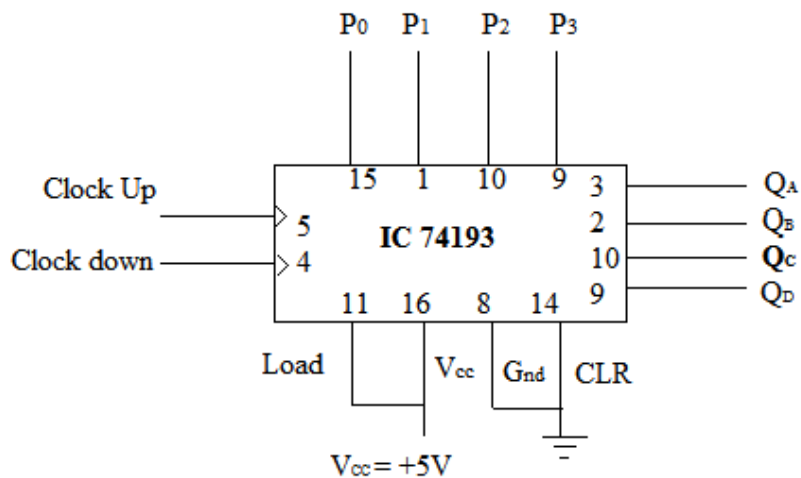 P0 P1 P2 P3
15 1 10 9 3 QA
Clock Up 5 2 QB
IC 74193
Clock down 4 10 QC
9 QD
11 16 8 14
Load Vcc Gnd CLR
Vcc = +5V